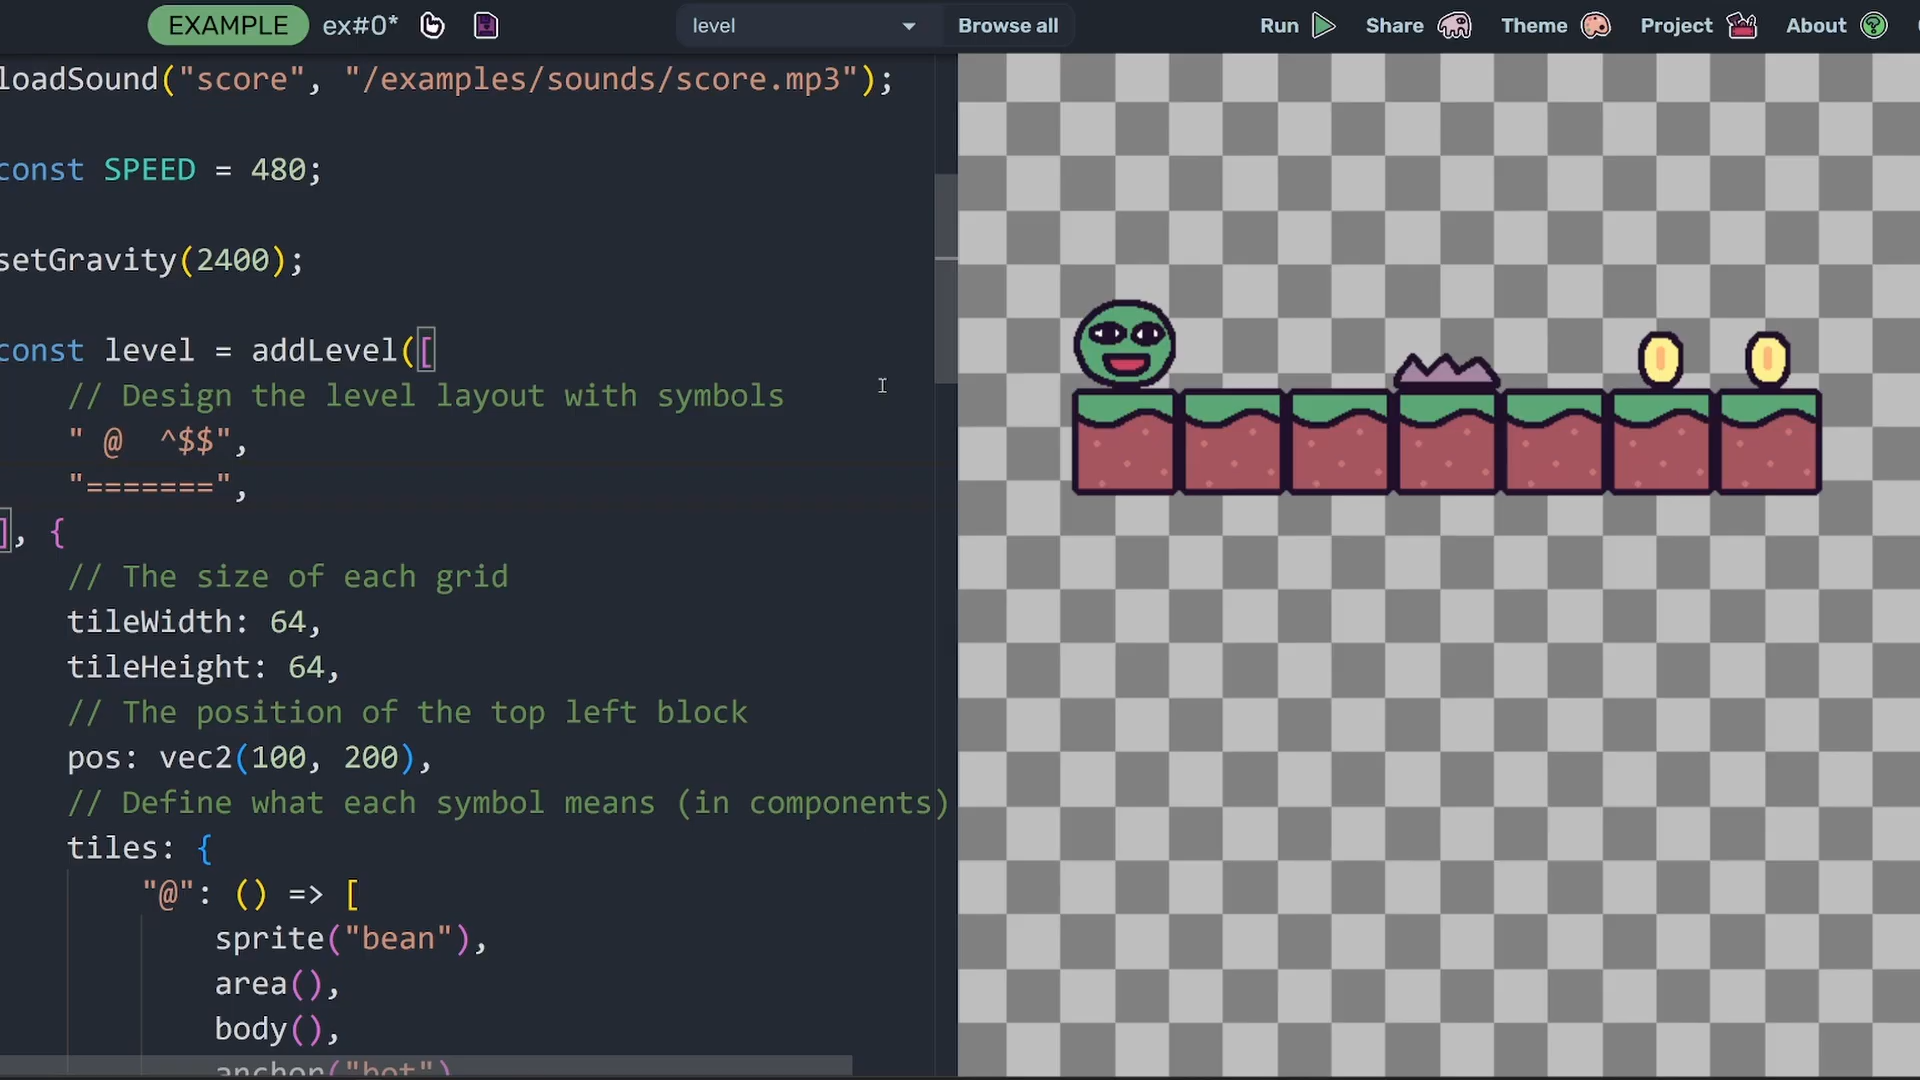 EXAMPLE ex#0* level Browse all Run Share Theme Project About
loadSound("score", "/examples/sounds/score.mp3");
const SPEED = 480;
setGravity(2400);
const level = addLevel([
// Design the level layout with symbols
" @  ^$$",
"=======",
], {
// The size of each grid
tileWidth: 64,
tileHeight: 64,
// The position of the top left block
pos: vec2(100, 200),
// Define what each symbol means (in components)
tiles: {
"@": () => [
sprite("bean"),
area(),
body(),
anchor("bot")